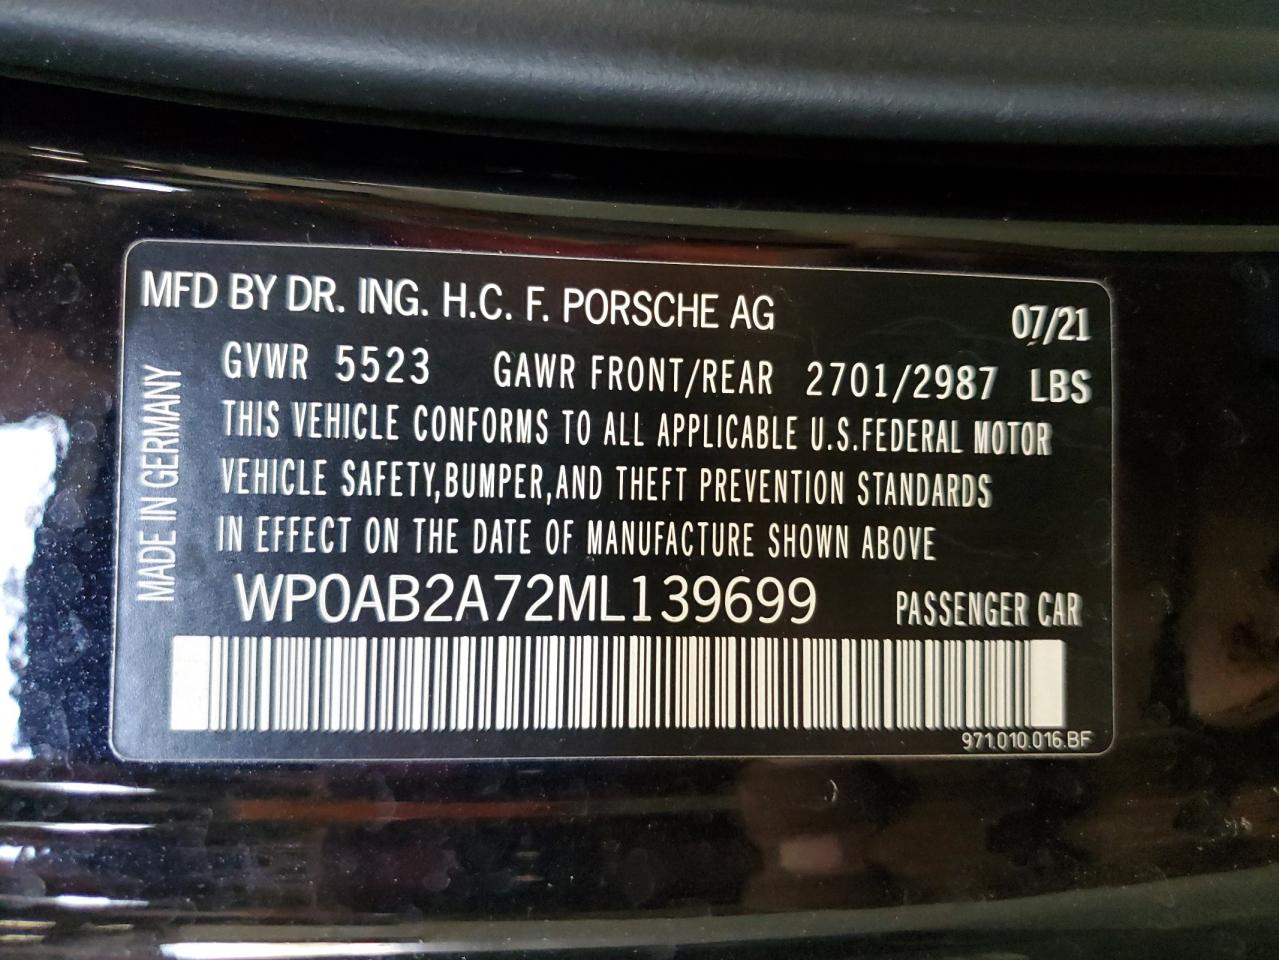 MFD BY DR. ING. H.C. F. PORSCHE AG 07/21
GVWR 5523 GAWR FRONT/REAR 2701/2987 LBS
THIS VEHICLE CONFORMS TO ALL APPLICABLE U.S.FEDERAL MOTOR
VEHICLE SAFETY,BUMPER,AND THEFT PREVENTION STANDARDS
IN EFFECT ON THE DATE OF MANUFACTURE SHOWN ABOVE
WP0AB2A72ML139699 PASSENGER CAR
971.010.016.BF
MADE IN GERMANY